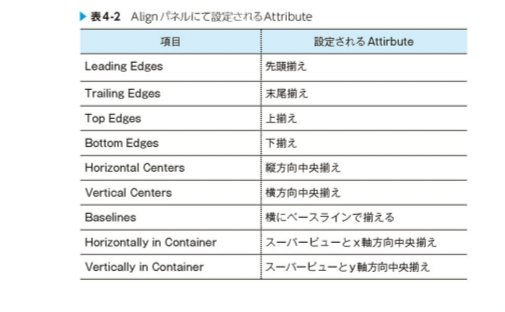 ▶表4-2 Alignパネルにて設定されるAttribute
項目 設定されるAttirbute
Leading Edges 先頭揃え
Trailing Edges 末尾揃え
Top Edges 上揃え
Bottom Edges 下揃え
Horizontal Centers 縦方向中央揃え
Vertical Centers 横方向中央揃え
Baselines 横にベースラインで揃える
Horizontally in Container スーパービューとx軸方向中央揃え
Vertically in Container スーパービューとy軸方向中央揃え